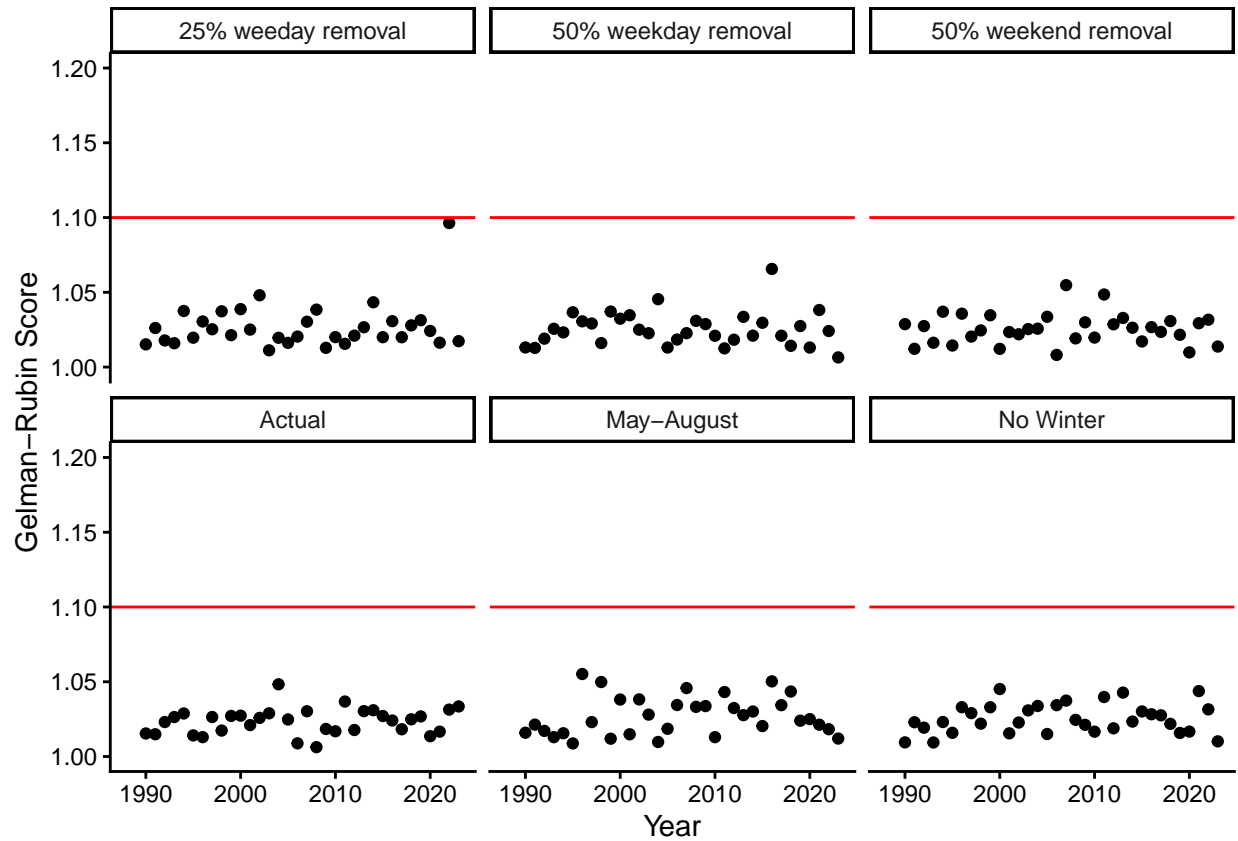 25% weeday removal
50% weekday removal
50% weekend removal
1.20
1.15
1.10
1.05
1.00
Actual
May−August
No Winter
1.20
1.15
1.10
1.05
1.00
1990 2000 2010 2020
1990 2000 2010 2020
1990 2000 2010 2020
Year
Gelman−Rubin Score